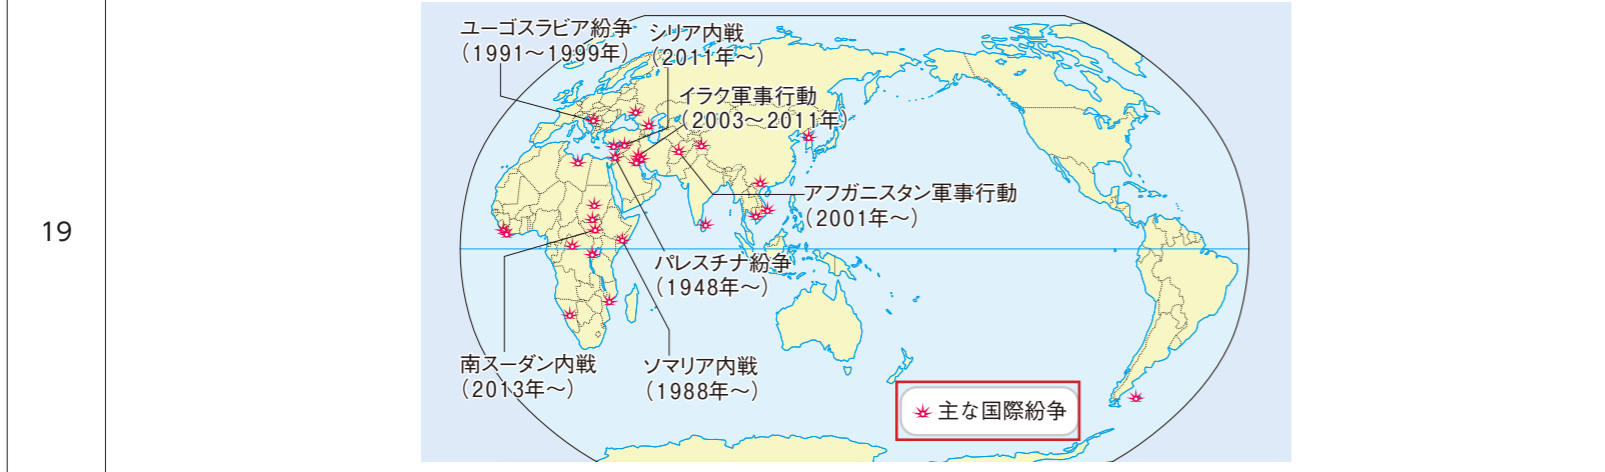 19
ユーゴスラビア紛争
（1991～1999年）
シリア内戦
（2011年～）
イラク軍事行動
（2003～2011年）
アフガニスタン軍事行動
（2001年～）
パレスチナ紛争
（1948年～）
南スーダン内戦
（2013年～）
ソマリア内戦
（1988年～）
主な国際紛争